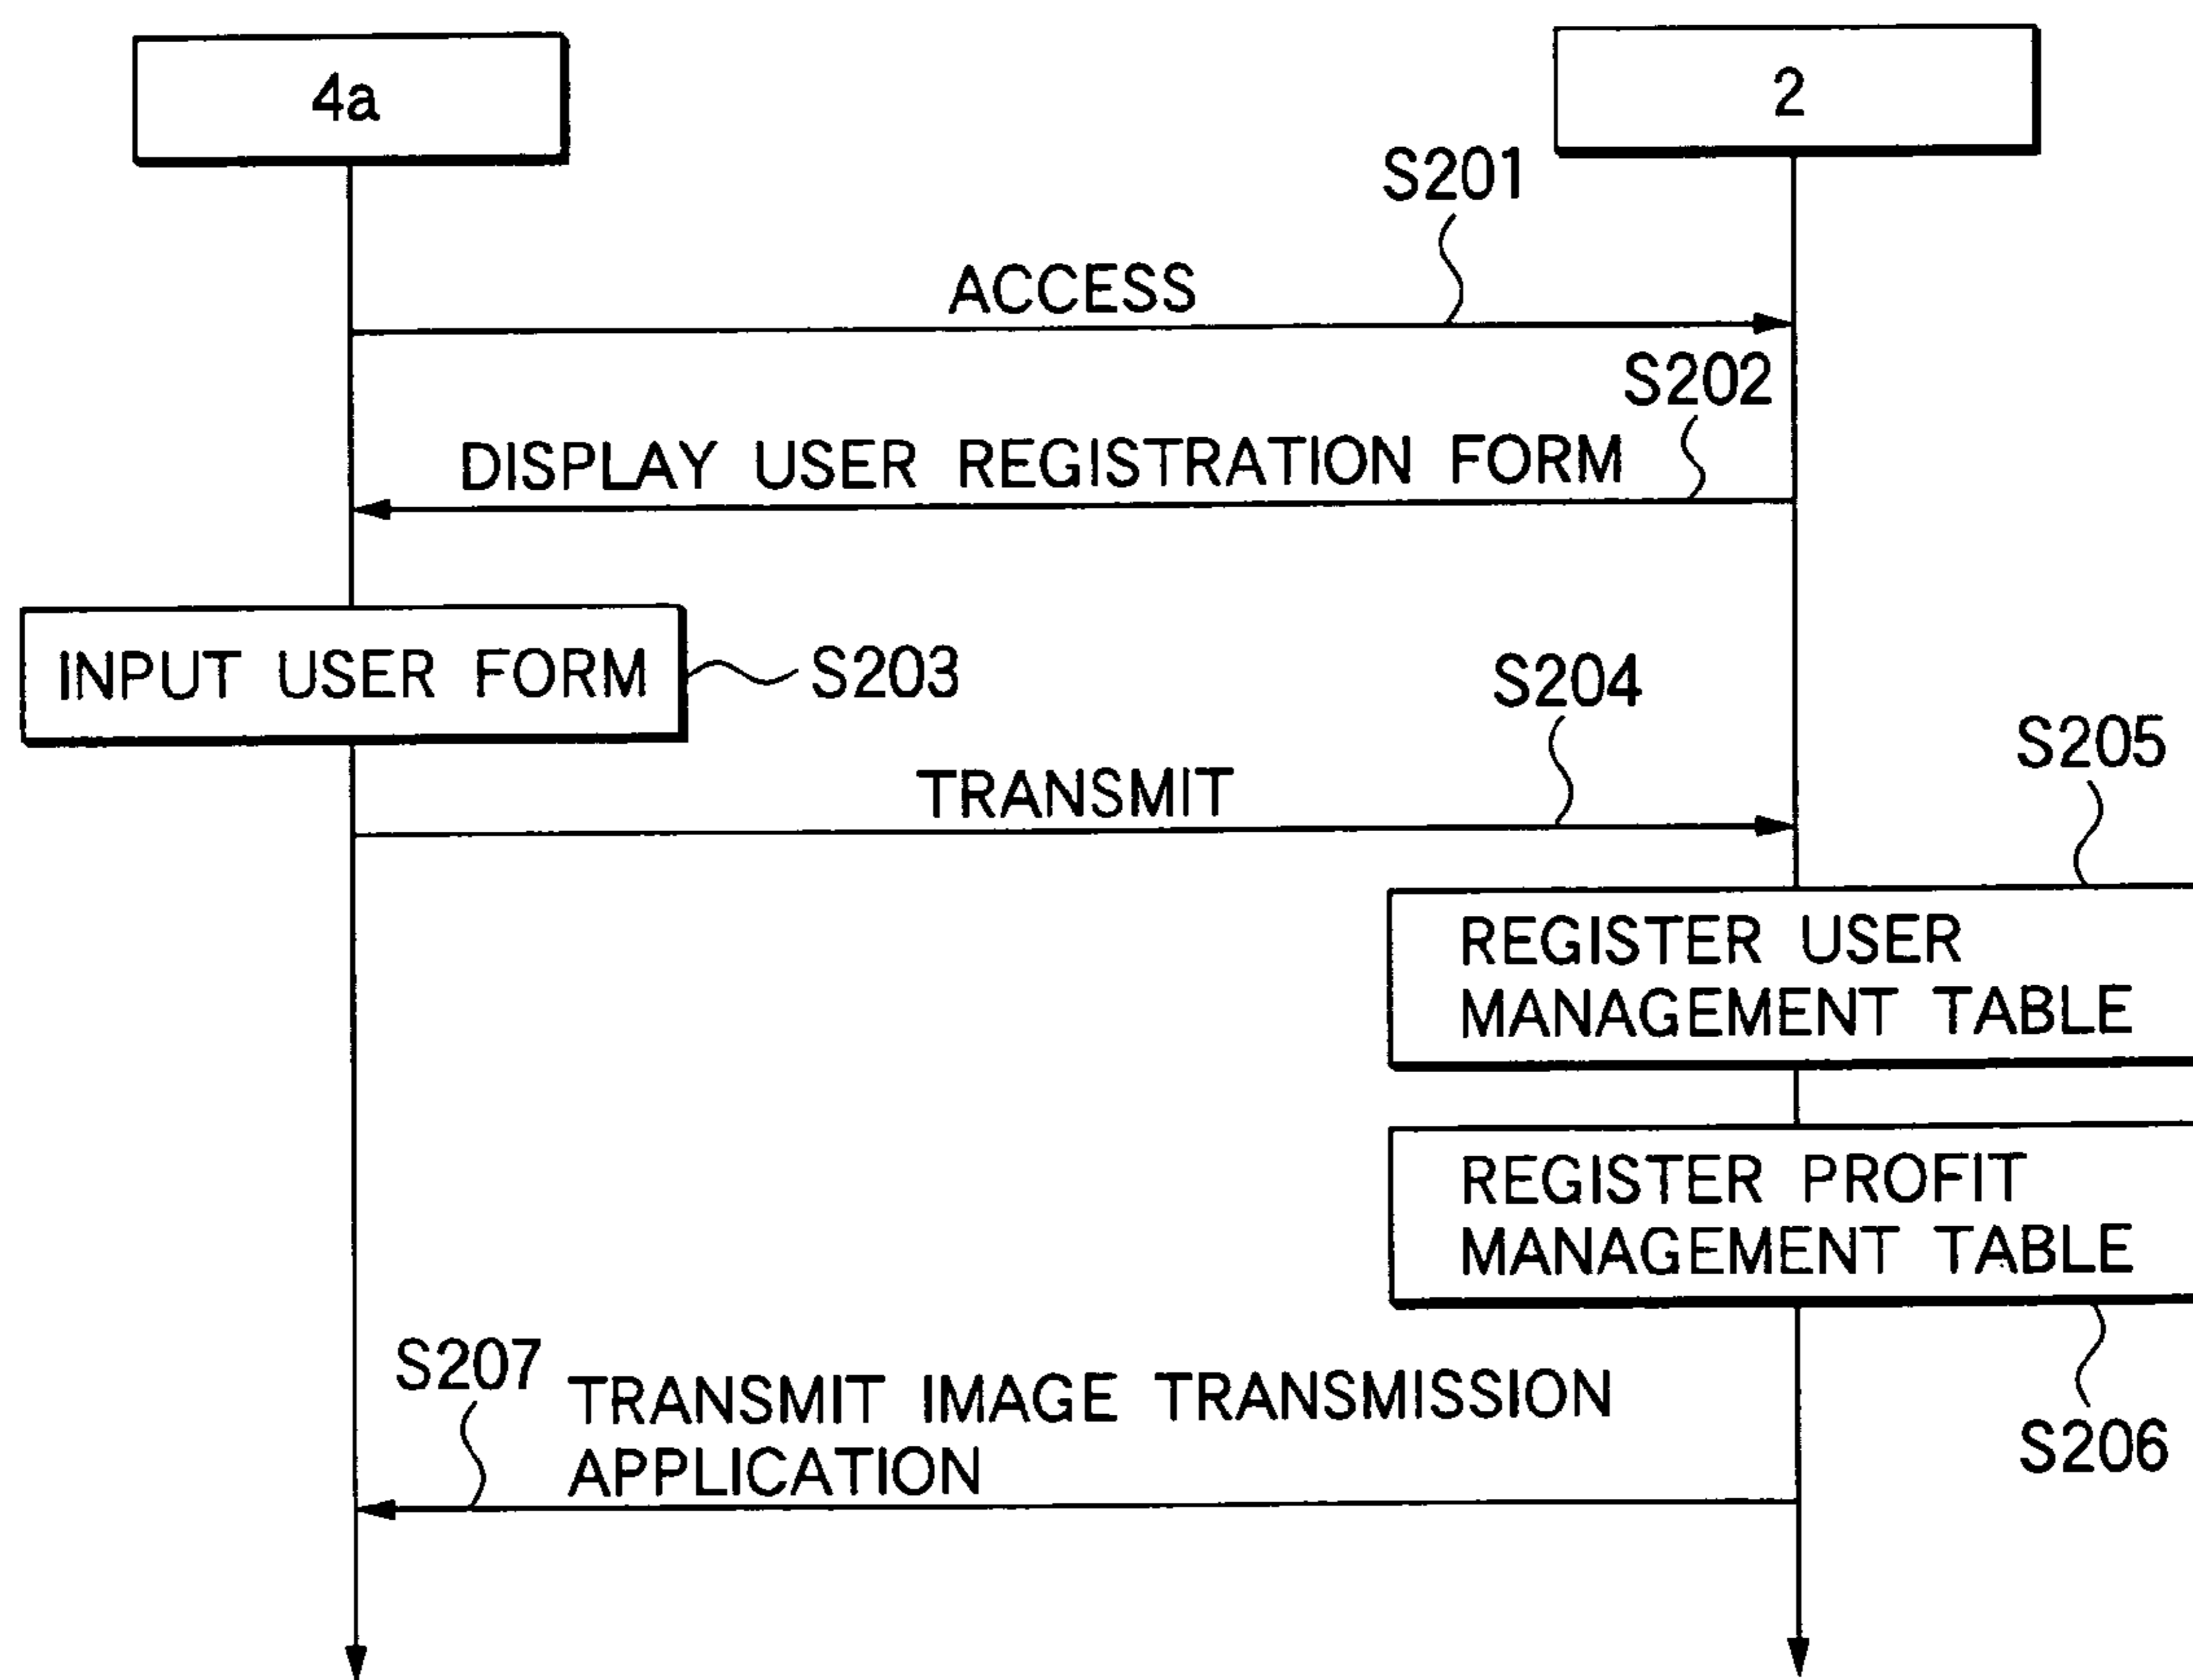 4a
2
S201
ACCESS
S202
DISPLAY USER REGISTRATION FORM
INPUT USER FORM
S203
S204
TRANSMIT
S205
REGISTER USER
MANAGEMENT TABLE
REGISTER PROFIT
MANAGEMENT TABLE
S206
S207
TRANSMIT IMAGE TRANSMISSION
APPLICATION